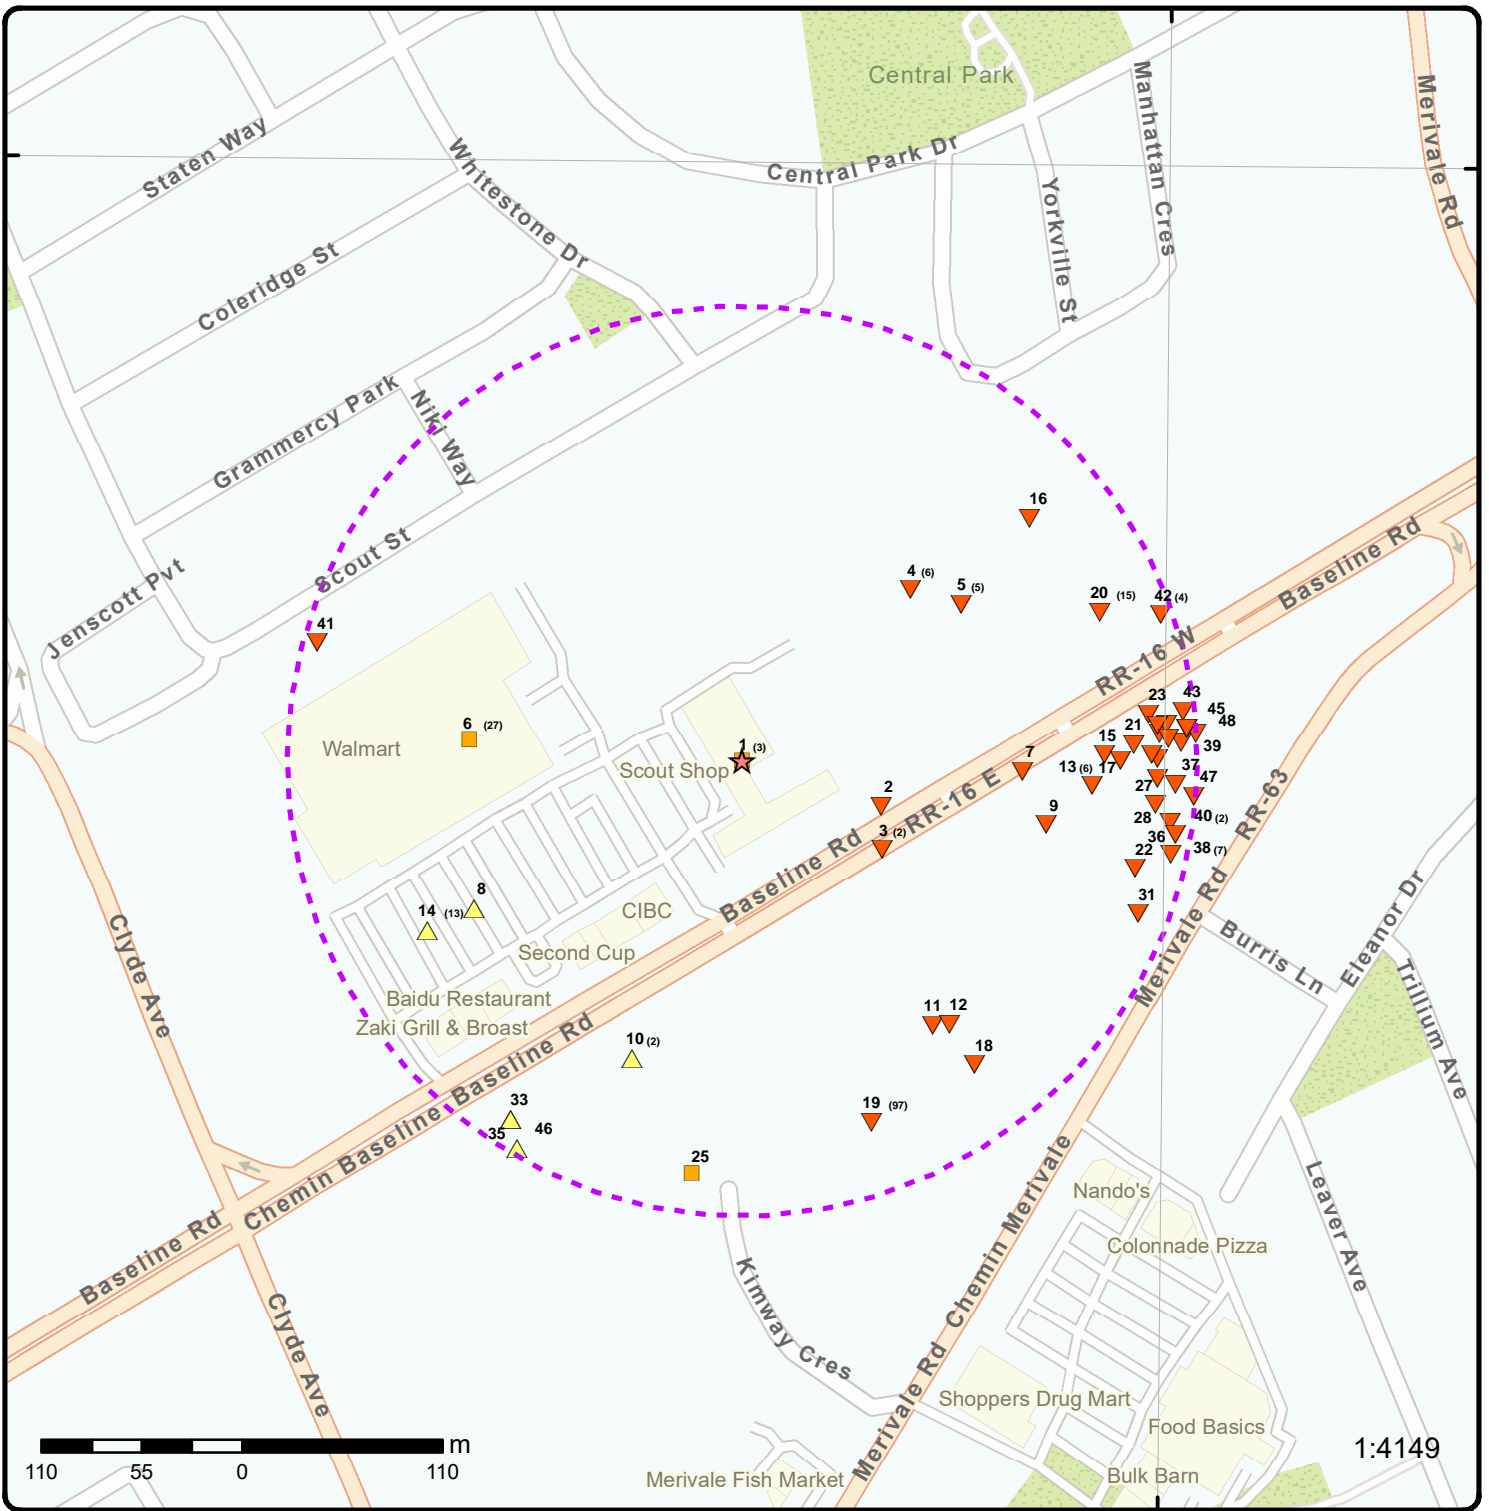 Central Park
Merivale Rd
Manhattan Cres
Staten Way
Whitestone Dr
Central Park Dr
Yorkville St
Coleridge St
Grammercy Park
Niki Way
16
Baseline Rd
Scout St
Jenscott Pvt
4 (6)
5 (5)
20 (15)
42 (4)
41
RR-16 W
23
43
45
48
6 (27)
Walmart
1 (3)
Scout Shop
21
15
39
7
13 (6)
17
37
47
RR-16 E
2
27
RR-63
3 (2)
9
28
40 (2)
36
38 (7)
22
Baseline Rd
8
14 (13)
CIBC
31
Merivale Rd
Eleanor Dr
Burris Ln
Second Cup
Clyde Ave
Baidu Restaurant
Zaki Grill & Broast
Trillium Ave
11
12
10 (2)
18
Baseline Rd
33
35
46
19 (97)
25
Chemin Baseline
Nando's
Chemin Merivale
Leaver Ave
Colonnade Pizza
Baseline Rd
Kimway Cres
Clyde Ave
Shoppers Drug Mart
Merivale Rd
Food Basics
Bulk Barn
Merivale Fish Market
m
110 55 0 110
1:4149